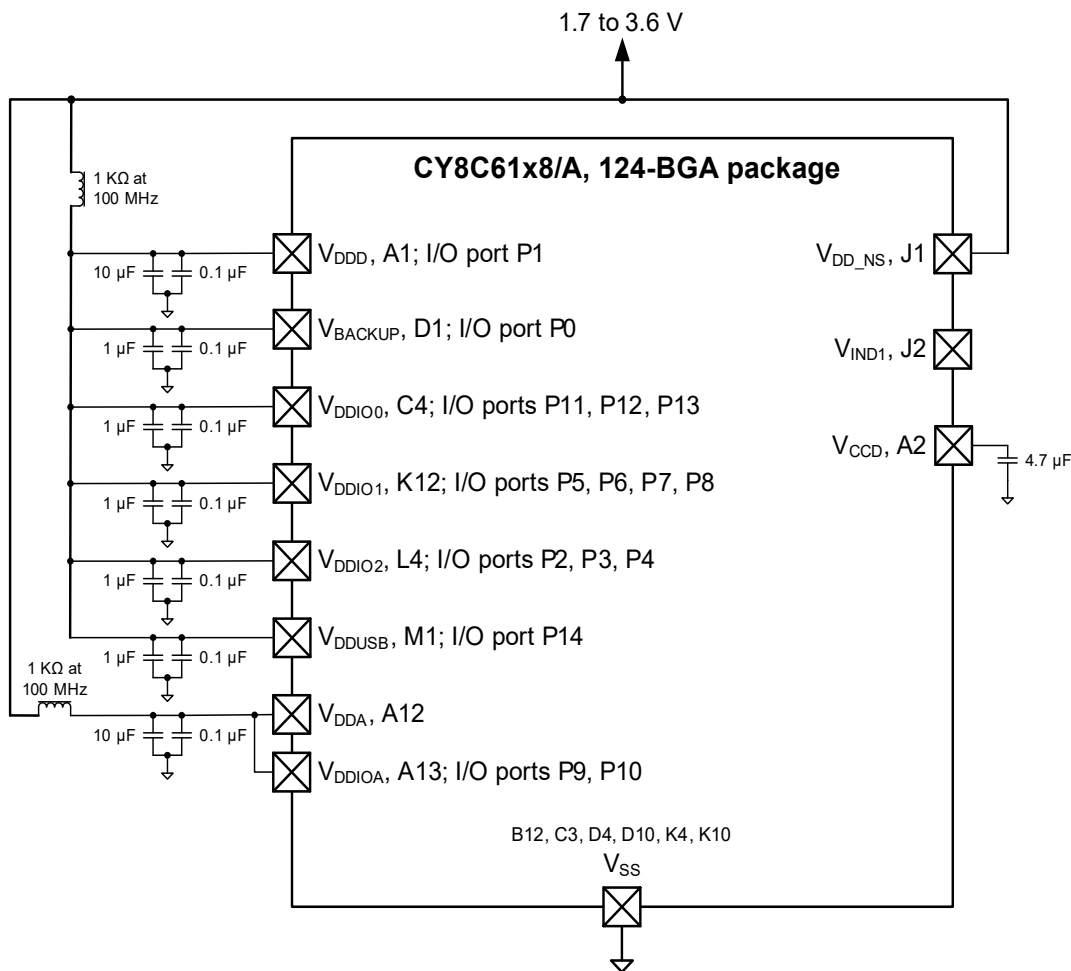 1.7 to 3.6 V
CY8C61x8/A, 124-BGA package
1 KΩ at
100 MHz
10 µF
0.1 µF
VDDD, A1; I/O port P1
VDD_NS, J1
1 µF
0.1 µF
VBACKUP, D1; I/O port P0
VIND1, J2
1 µF
0.1 µF
VDDIO0, C4; I/O ports P11, P12, P13
VCCD, A2
4.7 µF
1 µF
0.1 µF
VDDIO1, K12; I/O ports P5, P6, P7, P8
1 µF
0.1 µF
VDDIO2, L4; I/O ports P2, P3, P4
1 µF
0.1 µF
VDDUSB, M1; I/O port P14
1 KΩ at
100 MHz
10 µF
0.1 µF
VDDA, A12
VDDIOA, A13; I/O ports P9, P10
B12, C3, D4, D10, K4, K10
VSS